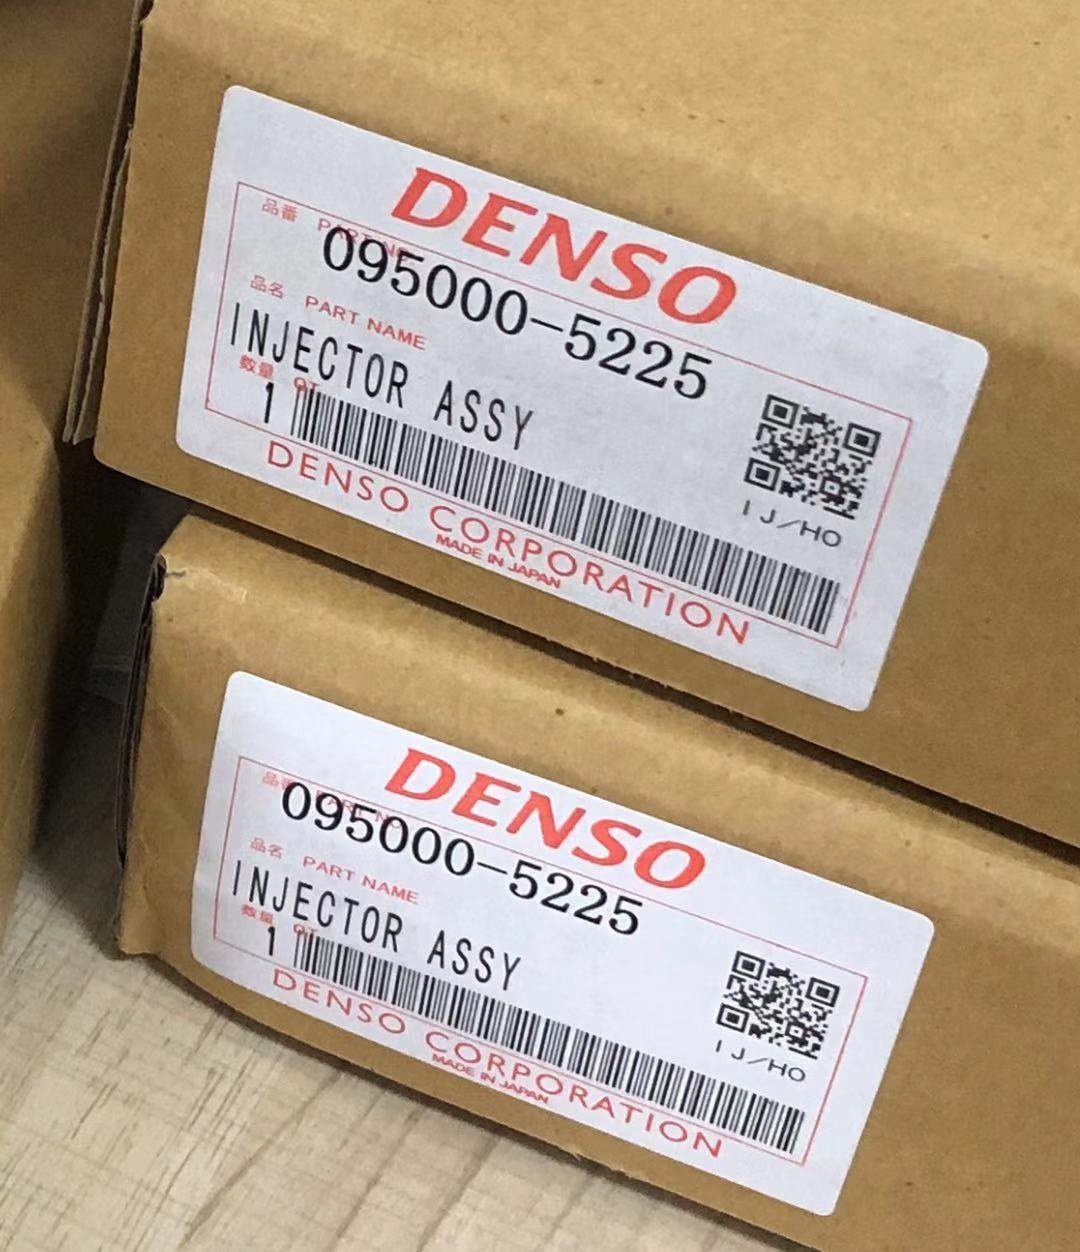 DENSO
品番 PART NO.
095000-5225
品名 PART NAME
INJECTOR ASSY
数量 QT
1
IJ/HO
DENSO CORPORATION
MADE IN JAPAN
DENSO
品番 PART NO
095000-5225
品名 PART NAME
INJECTOR ASSY
数量 QT
1
IJ/HO
DENSO CORPORATION
MADE IN JAPAN